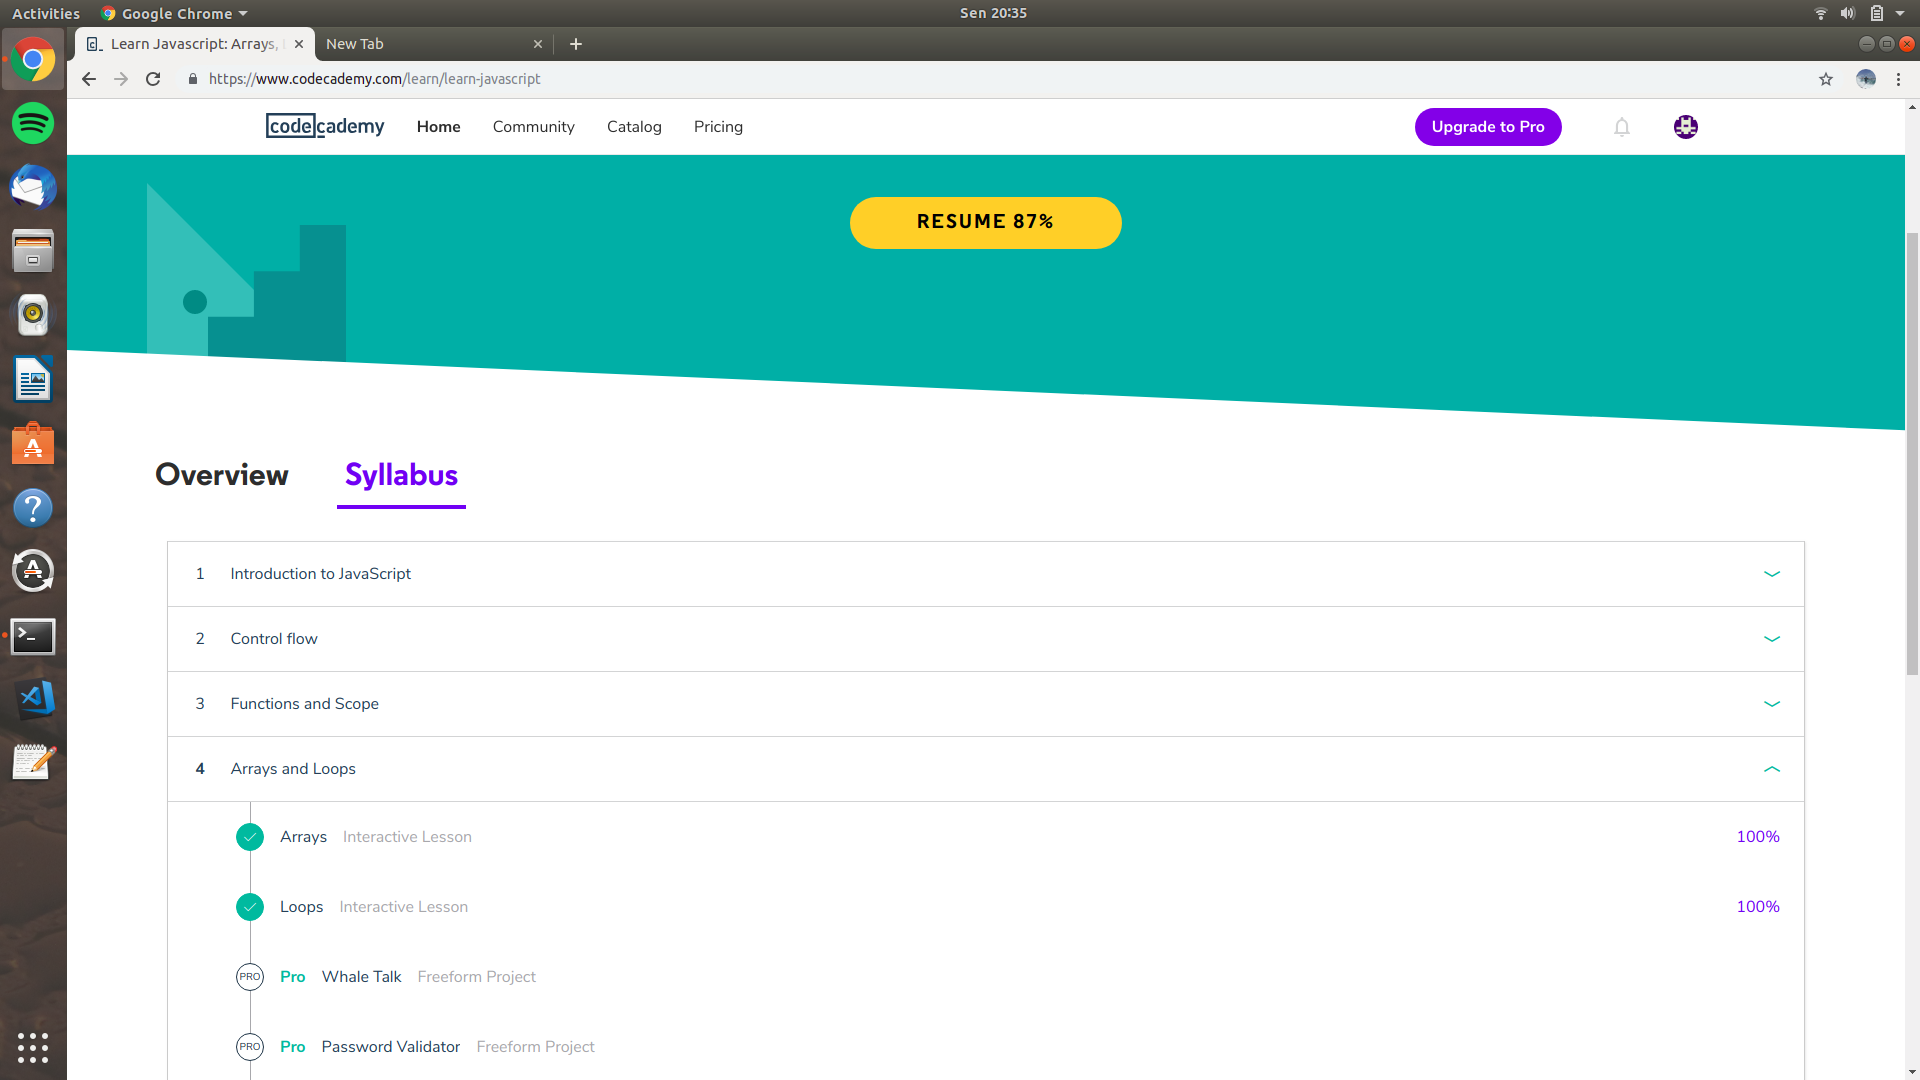 Activities Google Chrome Sen 20:35
Learn Javascript: Arrays, New Tab
https://www.codecademy.com/learn/learn-javascript
codecademy Home Community Catalog Pricing Upgrade to Pro
RESUME 87%
Overview Syllabus
1 Introduction to JavaScript
2 Control flow
3 Functions and Scope
4 Arrays and Loops
Arrays Interactive Lesson 100%
Loops Interactive Lesson 100%
PRO Pro Whale Talk Freeform Project
PRO Pro Password Validator Freeform Project